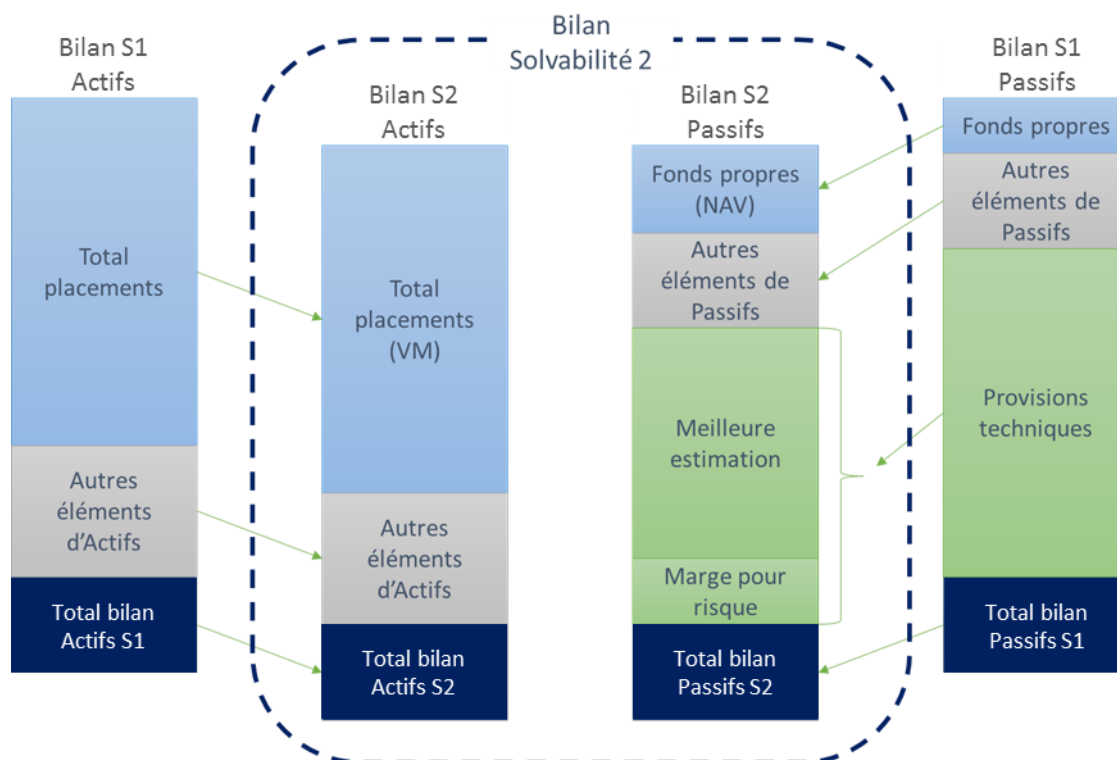 Bilan
Solvabilité 2
Bilan S1
Actifs
Total
placements
Autres
éléments
d'Actifs
Total bilan
Actifs S1
Bilan S2
Actifs
Total
placements
(VM)
Autres
éléments
d'Actifs
Total bilan
Actifs S2
Bilan S2
Passifs
Fonds propres
(NAV)
Autres
éléments de
Passifs
Meilleure
estimation
Marge pour
risque
Total bilan
Passifs S2
Bilan S1
Passifs
Fonds propres
Autres
éléments de
Passifs
Provisions
techniques
Total bilan
Passifs S1